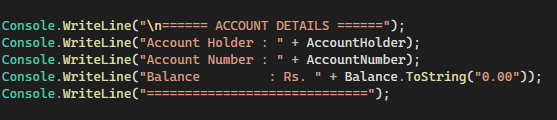 Console.WriteLine("\n====== ACCOUNT DETAILS ======");
Console.WriteLine("Account Holder : " + AccountHolder);
Console.WriteLine("Account Number : " + AccountNumber);
Console.WriteLine("Balance         : Rs. " + Balance.ToString("0.00"));
Console.WriteLine("=============================");